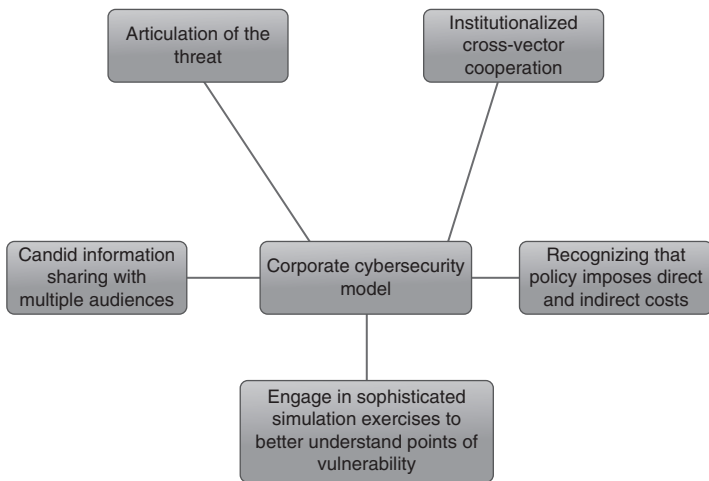 Articulation of the
threat
Institutionalized
cross-vector
cooperation
Candid information
sharing with
multiple audiences
Corporate cybersecurity
model
Recognizing that
policy imposes direct
and indirect costs
Engage in sophisticated
simulation exercises to
better understand points of
vulnerability